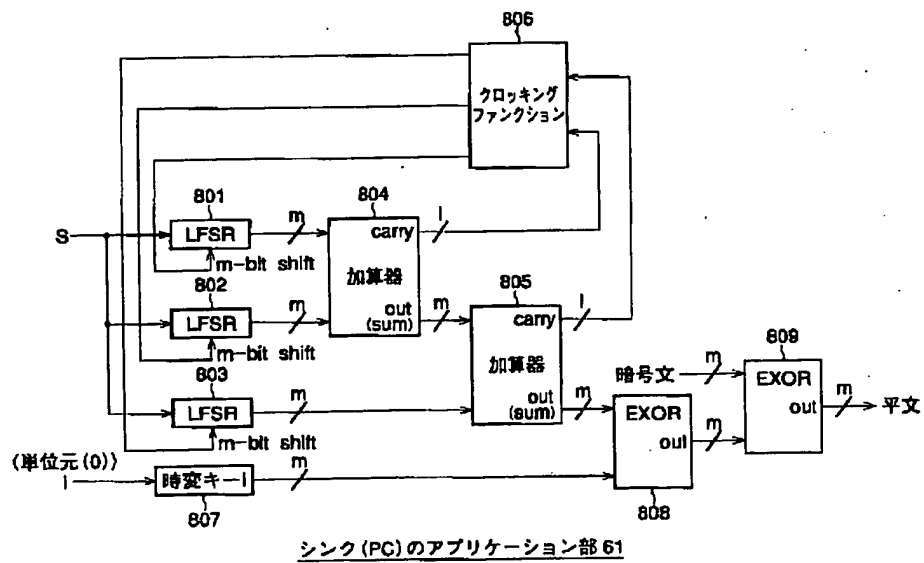 806
クロッキング
ファンクション
801
LFSR
m
804
carry
1
S
m-bit shift
加算器
802
LFSR
m
out
(sum)
m
805
carry
1
m-bit shift
加算器
803
LFSR
m
out
(sum)
m
m-bit shift
暗号文
m
809
EXOR
out
m
平文
EXOR
out
m
808
(単位元(0))
I
時変キーI
m
807
シンク(PC)のアプリケーション部61